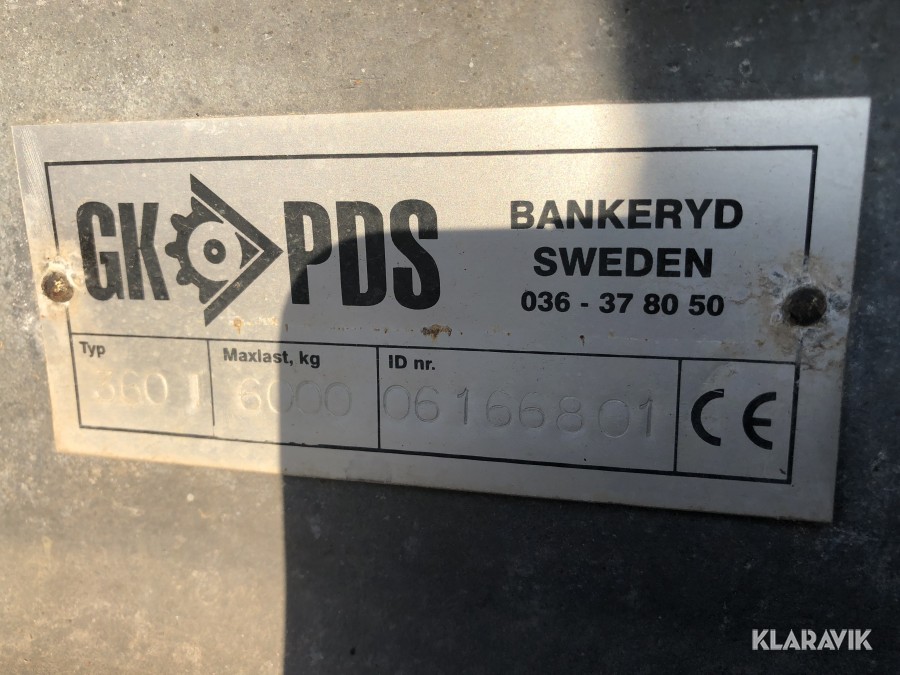 GK PDS
BANKERYD
SWEDEN
036 - 37 80 50
Typ
Maxlast, kg
6000
ID nr.
06166801
CE
KLARAVIK